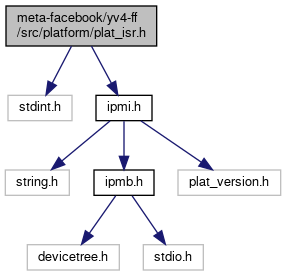 meta-facebook/yv4-ff
/src/platform/plat_isr.h
stdint.h
ipmi.h
string.h
ipmb.h
plat_version.h
devicetree.h
stdio.h